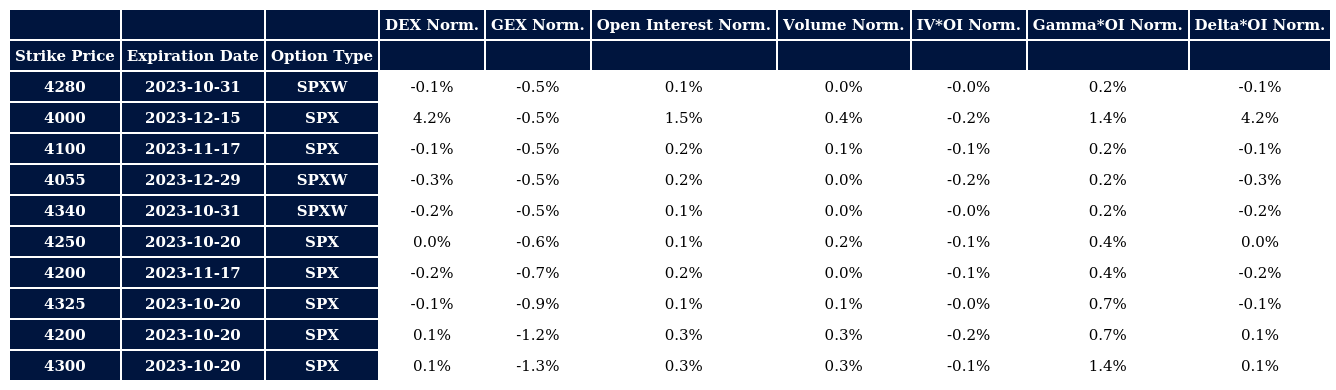 DEX Norm. GEX Norm. Open Interest Norm. Volume Norm. IV*OI Norm. Gamma*OI Norm. Delta*OI Norm.
Strike Price Expiration Date Option Type
4280 2023-10-31 SPXW -0.1% -0.5% 0.1% 0.0% -0.0% 0.2% -0.1%
4000 2023-12-15 SPX 4.2% -0.5% 1.5% 0.4% -0.2% 1.4% 4.2%
4100 2023-11-17 SPX -0.1% -0.5% 0.2% 0.1% -0.1% 0.2% -0.1%
4055 2023-12-29 SPXW -0.3% -0.5% 0.2% 0.0% -0.2% 0.2% -0.3%
4340 2023-10-31 SPXW -0.2% -0.5% 0.1% 0.0% -0.0% 0.2% -0.2%
4250 2023-10-20 SPX 0.0% -0.6% 0.1% 0.2% -0.1% 0.4% 0.0%
4200 2023-11-17 SPX -0.2% -0.7% 0.2% 0.0% -0.1% 0.4% -0.2%
4325 2023-10-20 SPX -0.1% -0.9% 0.1% 0.1% -0.0% 0.7% -0.1%
4200 2023-10-20 SPX 0.1% -1.2% 0.3% 0.3% -0.2% 0.7% 0.1%
4300 2023-10-20 SPX 0.1% -1.3% 0.3% 0.3% -0.1% 1.4% 0.1%